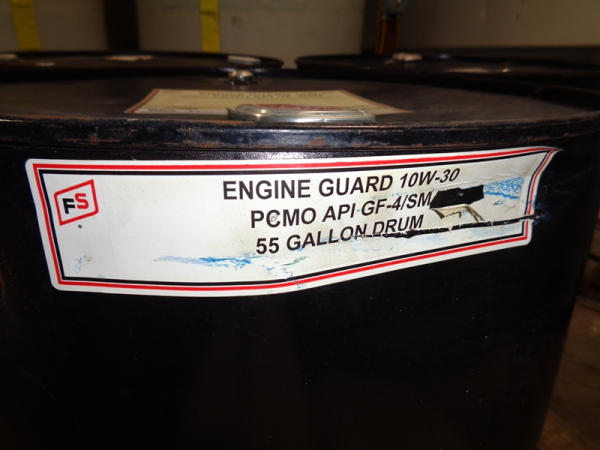 FS
ENGINE GUARD 10W-30
PCMO API GF-4/SM
55 GALLON DRUM